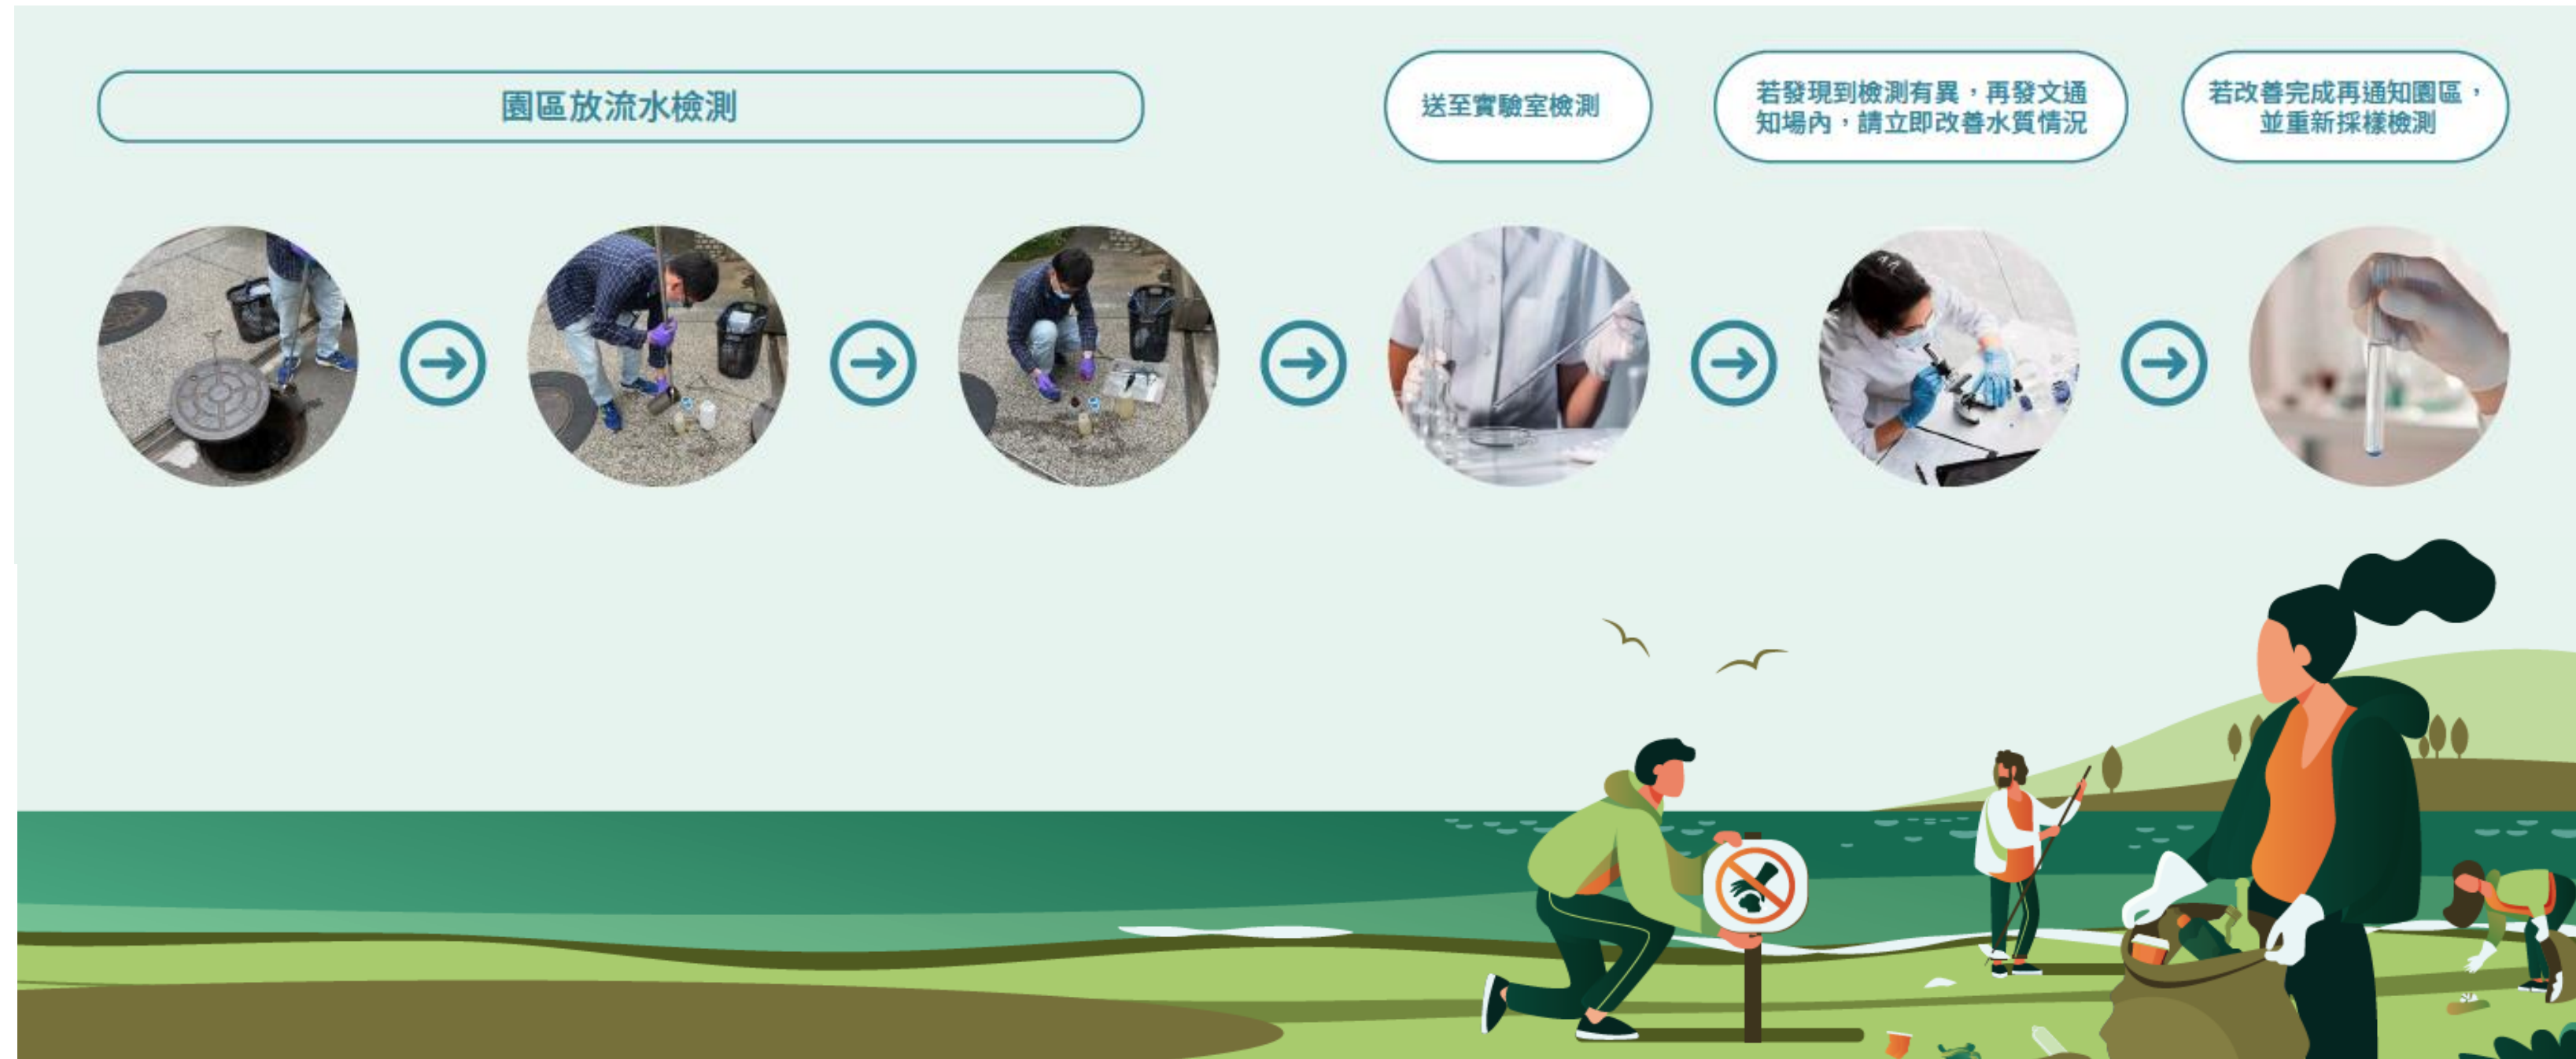 園區放流水檢測
送至實驗室檢測
若發現到檢測有異，再發文通
知場內，請立即改善水質情況
若改善完成再通知園區，
並重新採樣檢測